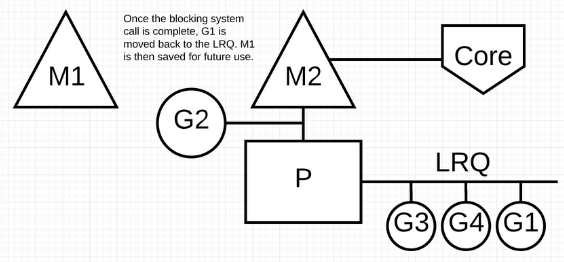 Once the blocking system
call is complete, G1 is
moved back to the LRQ. M1
is then saved for future use.
M1
M2
Core
G2
P
LRQ
G3
G4
G1